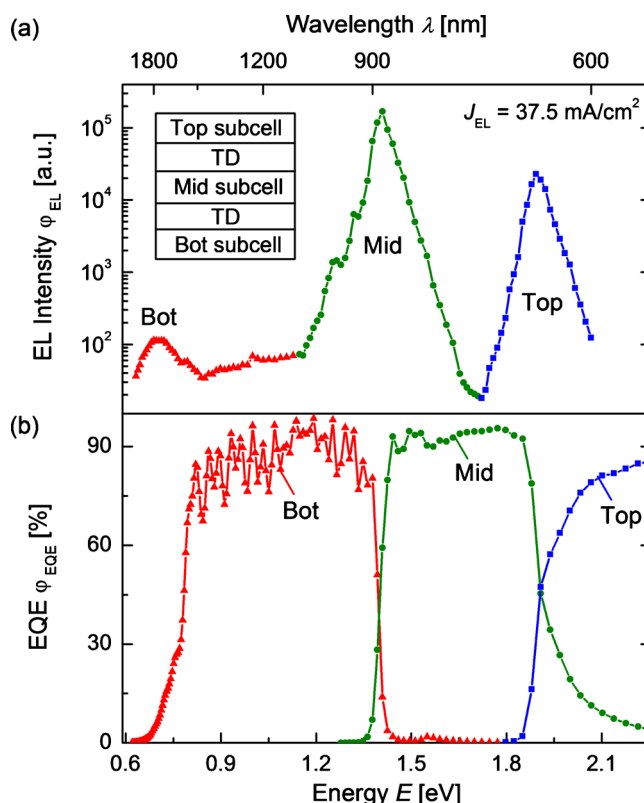 (a)
Wavelength λ [nm]
1800 1200 900 600
J_EL = 37.5 mA/cm²
EL Intensity φ_EL [a.u.]
10⁵
10⁴
10³
10²
Top subcell
TD
Mid subcell
TD
Bot subcell
Bot
Mid
Top
(b)
EQE φ_EQE [%]
90
60
30
0
Bot
Mid
Top
0.6 0.9 1.2 1.5 1.8 2.1
Energy E [eV]